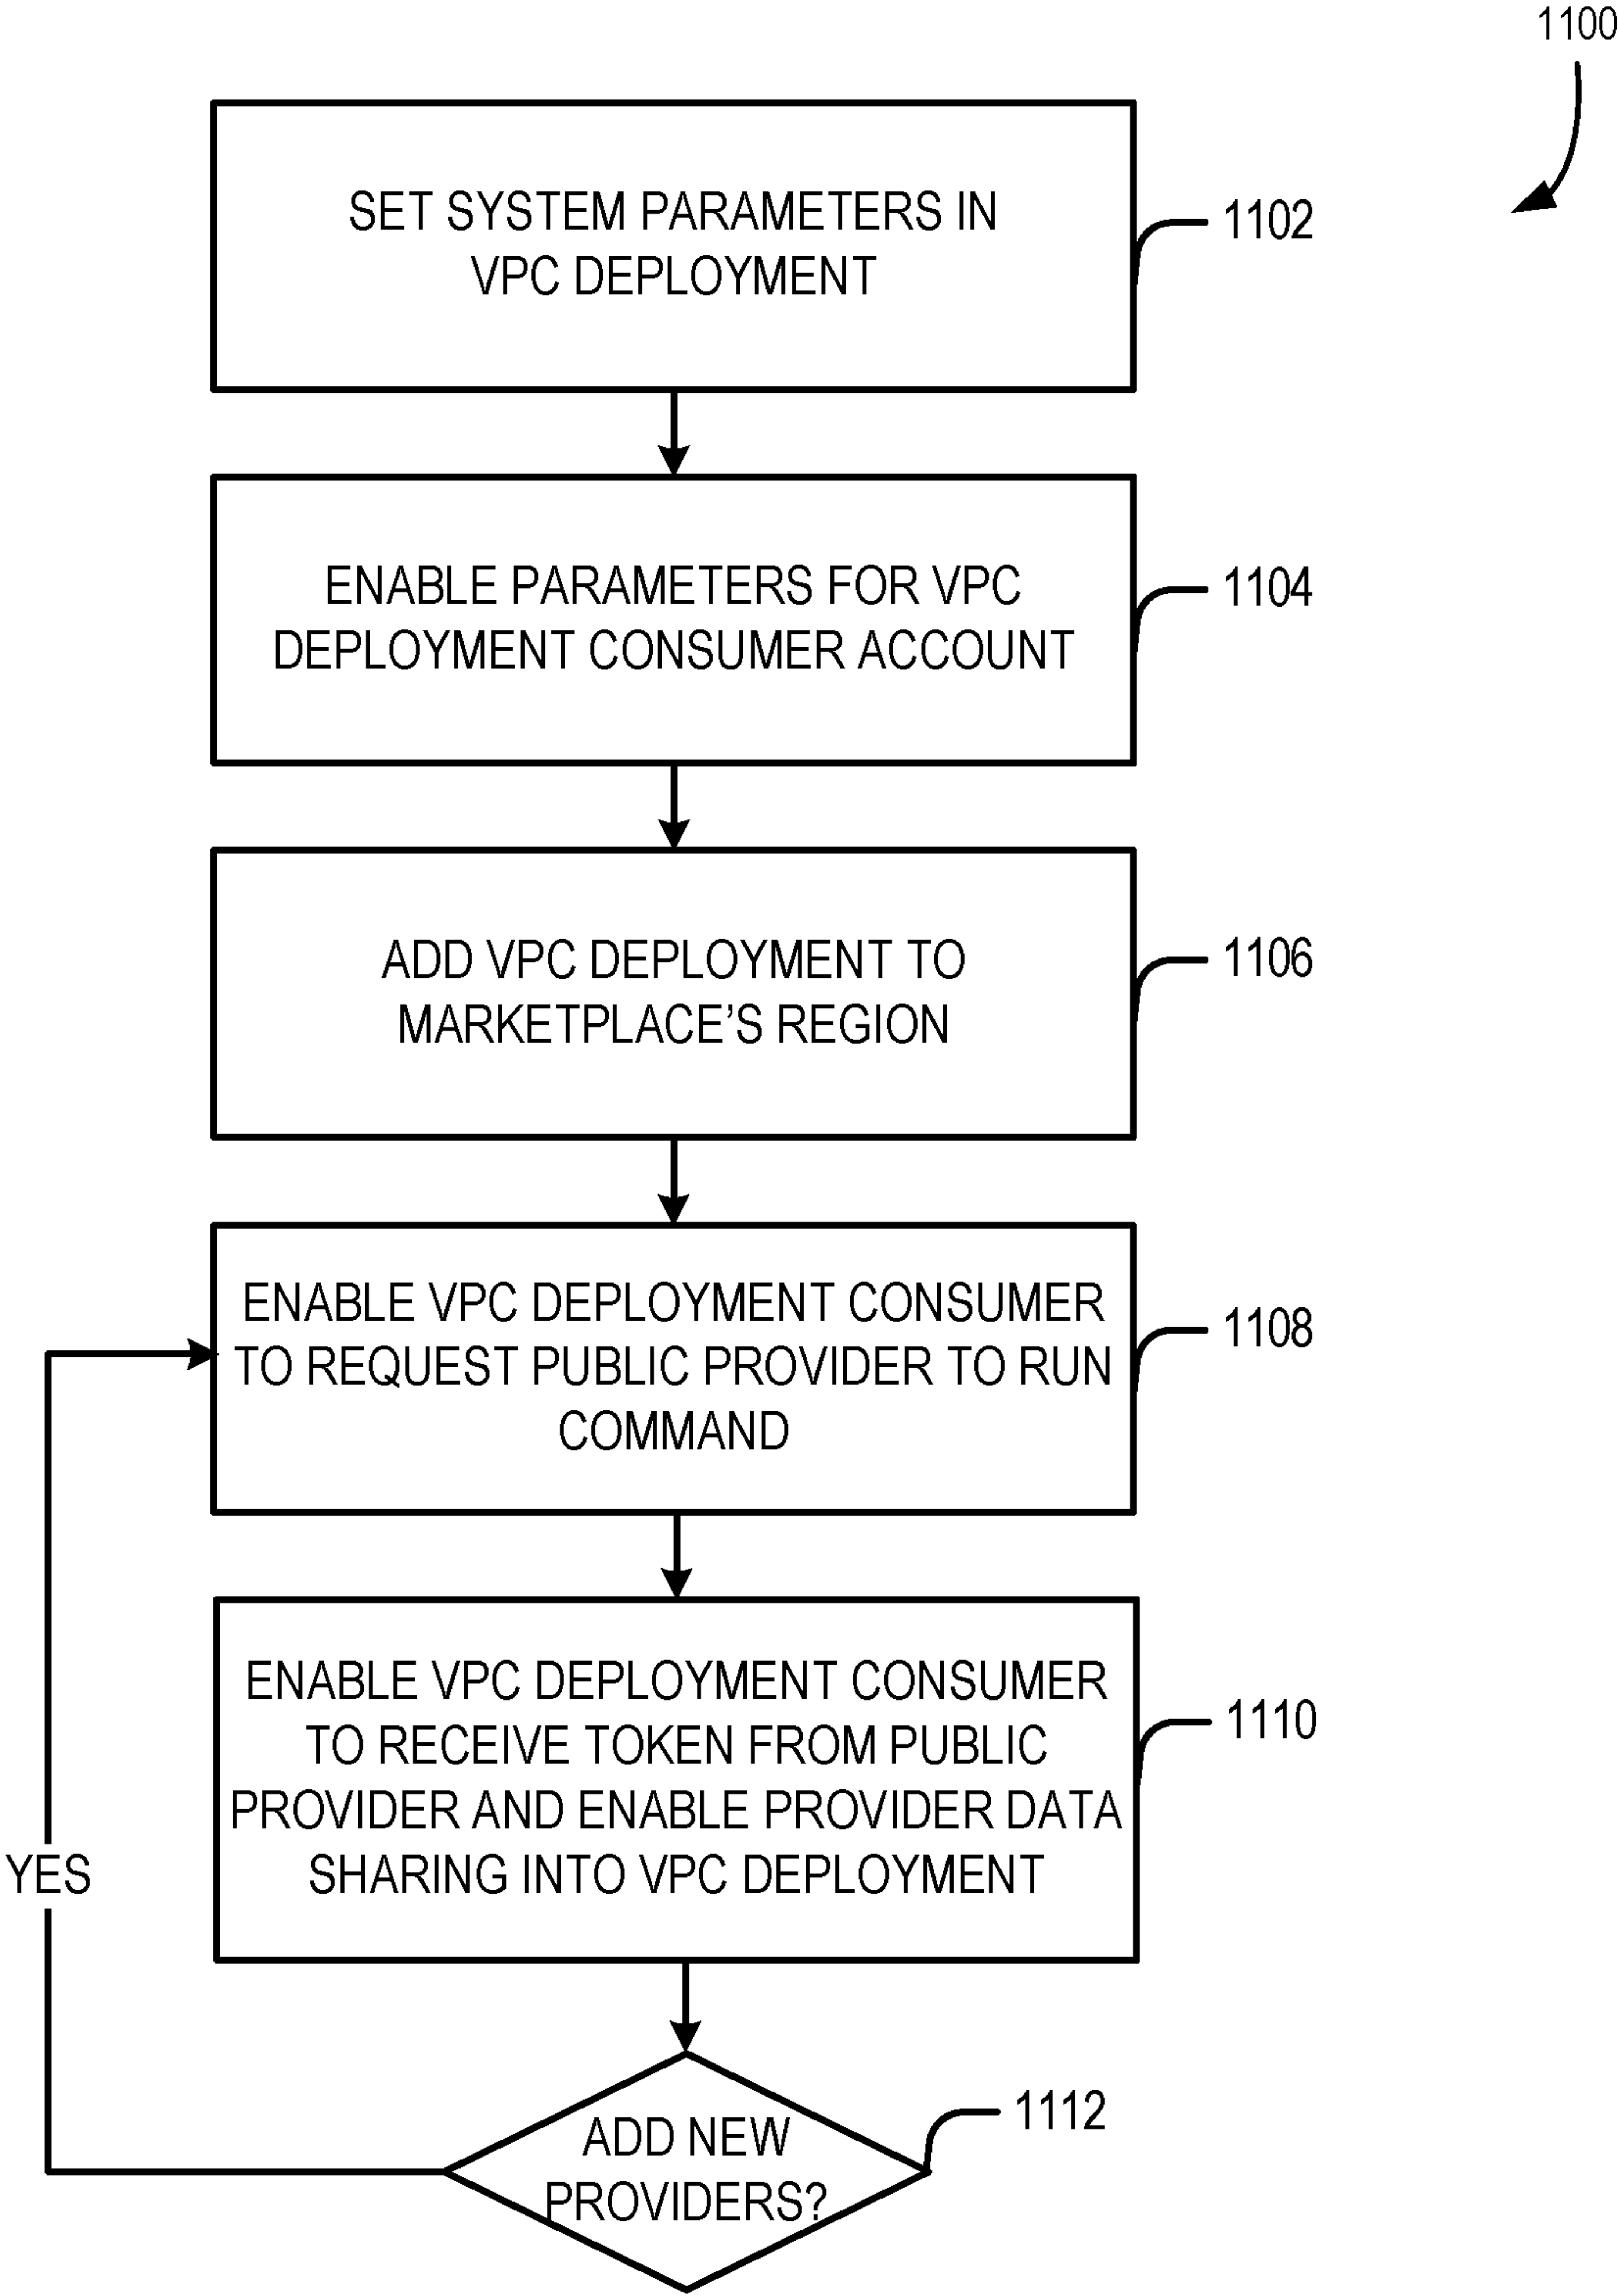 1100
SET SYSTEM PARAMETERS IN
VPC DEPLOYMENT
1102
ENABLE PARAMETERS FOR VPC
DEPLOYMENT CONSUMER ACCOUNT
1104
ADD VPC DEPLOYMENT TO
MARKETPLACE’S REGION
1106
ENABLE VPC DEPLOYMENT CONSUMER
TO REQUEST PUBLIC PROVIDER TO RUN
COMMAND
1108
ENABLE VPC DEPLOYMENT CONSUMER
TO RECEIVE TOKEN FROM PUBLIC
PROVIDER AND ENABLE PROVIDER DATA
SHARING INTO VPC DEPLOYMENT
1110
YES
ADD NEW
PROVIDERS?
1112